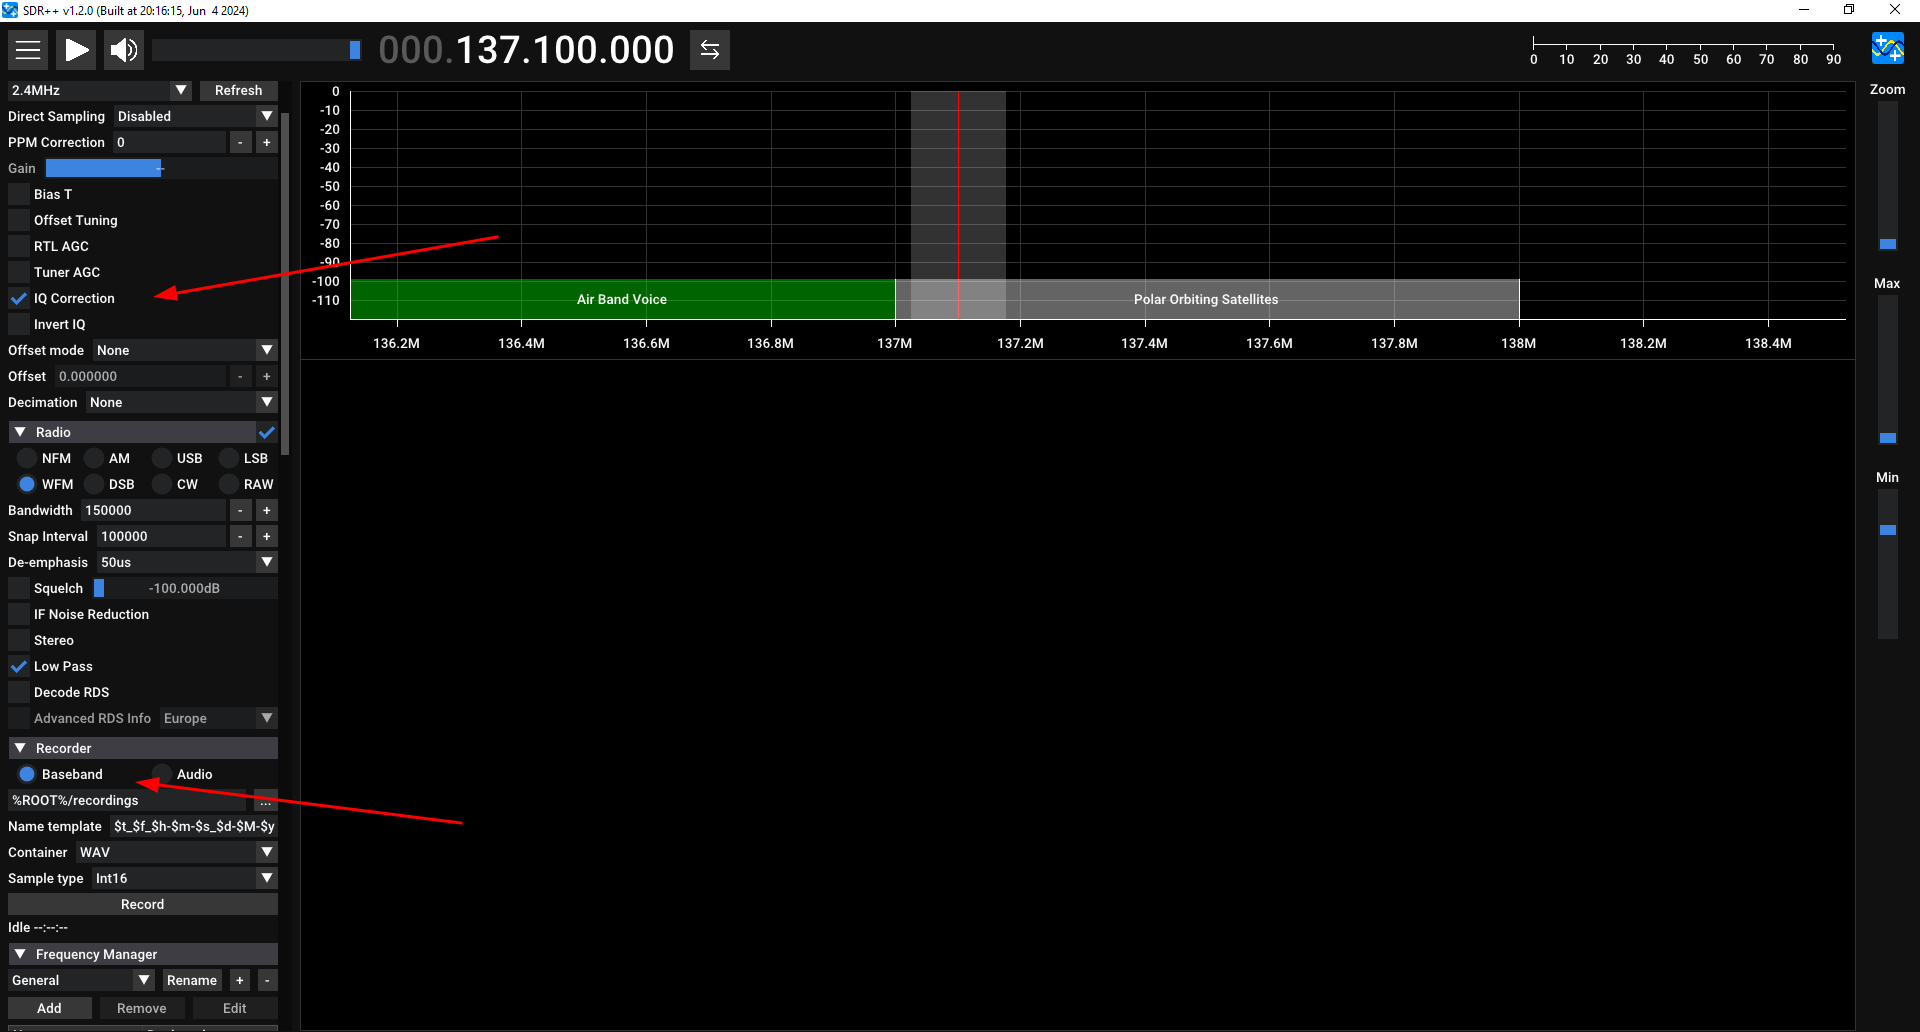 SDR++ v1.2.0 (Built at 20:16:15, Jun  4 2024)
000.137.100.000
0 10 20 30 40 50 60 70 80 90
2.4MHz Refresh
Direct Sampling Disabled
PPM Correction 0 - +
Gain --
Bias T
Offset Tuning
RTL AGC
Tuner AGC
IQ Correction
Invert IQ
Offset mode None
Offset 0.000000 - +
Decimation None
Radio
NFM AM USB LSB
WFM DSB CW RAW
Bandwidth 150000 - +
Snap Interval 100000 - +
De-emphasis 50us
Squelch -100.000dB
IF Noise Reduction
Stereo
Low Pass
Decode RDS
Advanced RDS Info Europe
Recorder
Baseband Audio
%ROOT%/recordings ...
Name template $t_$f_$h-$m-$s_$d-$M-$y
Container WAV
Sample type Int16
Record
Idle --:--:--
Frequency Manager
General Rename + -
Add Remove Edit
0
-10
-20
-30
-40
-50
-60
-70
-80
-90
-100
-110
Air Band Voice Polar Orbiting Satellites
136.2M 136.4M 136.6M 136.8M 137M 137.2M 137.4M 137.6M 137.8M 138M 138.2M 138.4M
Zoom
Max
Min